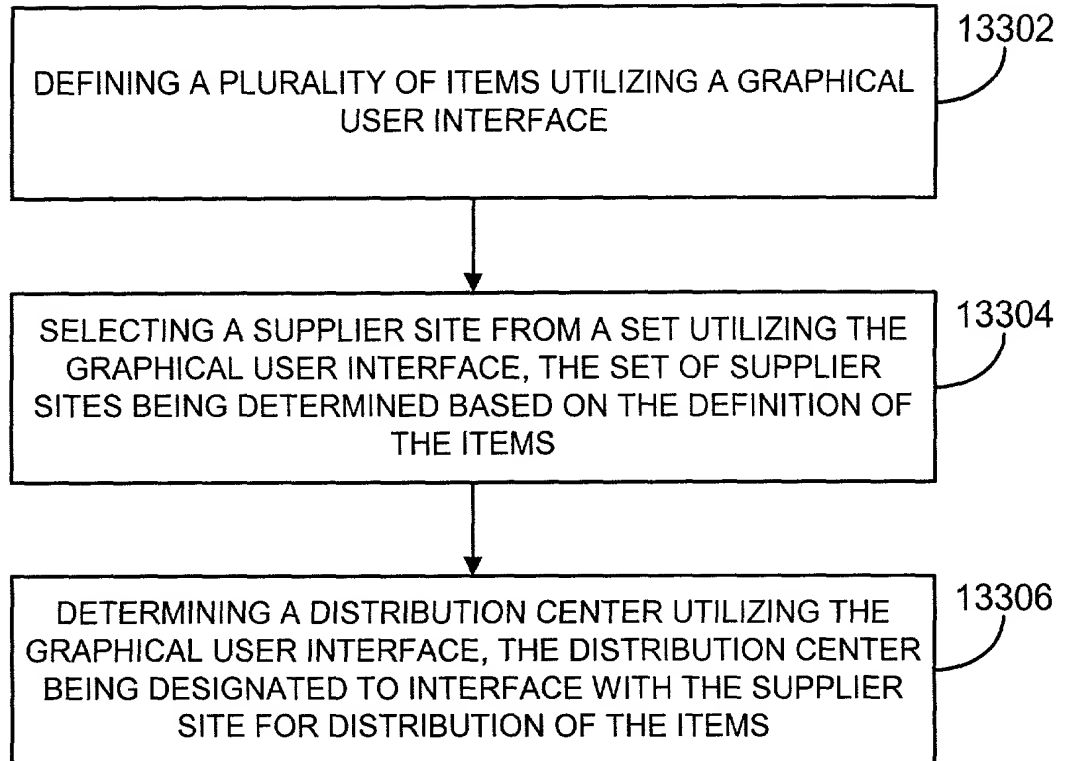 13302
DEFINING A PLURALITY OF ITEMS UTILIZING A GRAPHICAL
USER INTERFACE
13304
SELECTING A SUPPLIER SITE FROM A SET UTILIZING THE
GRAPHICAL USER INTERFACE, THE SET OF SUPPLIER
SITES BEING DETERMINED BASED ON THE DEFINITION OF
THE ITEMS
13306
DETERMINING A DISTRIBUTION CENTER UTILIZING THE
GRAPHICAL USER INTERFACE, THE DISTRIBUTION CENTER
BEING DESIGNATED TO INTERFACE WITH THE SUPPLIER
SITE FOR DISTRIBUTION OF THE ITEMS